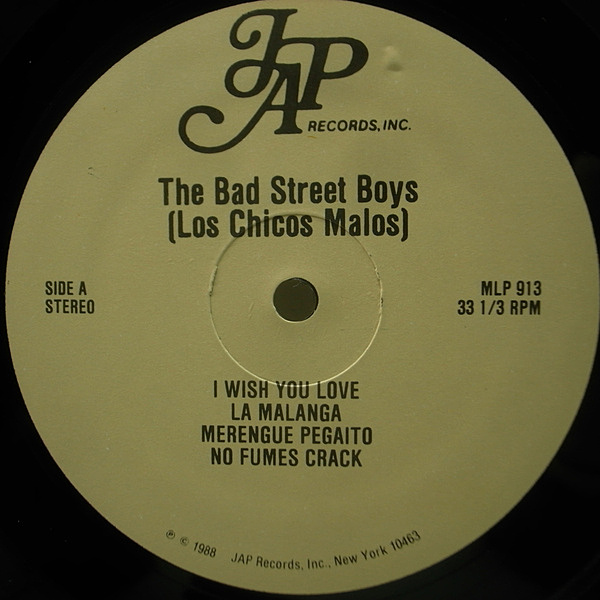 JAP
RECORDS, INC.
The Bad Street Boys
(Los Chicos Malos)
SIDE A
STEREO
MLP 913
33 1/3 RPM
I WISH YOU LOVE
LA MALANGA
MERENGUE PEGAITO
NO FUMES CRACK
℗ © 1988 JAP Records, Inc., New York 10463